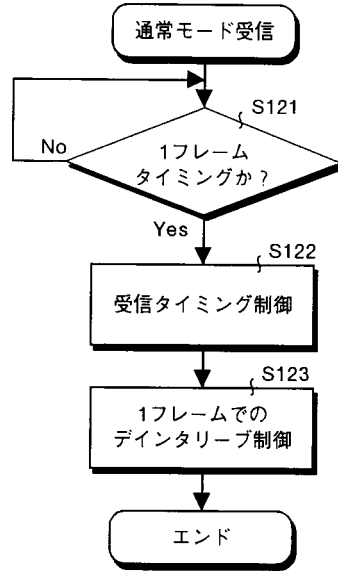 通常モード受信
S121
1フレーム
タイミングか?
No
Yes
S122
受信タイミング制御
S123
1フレームでの
デインタリーブ制御
エンド